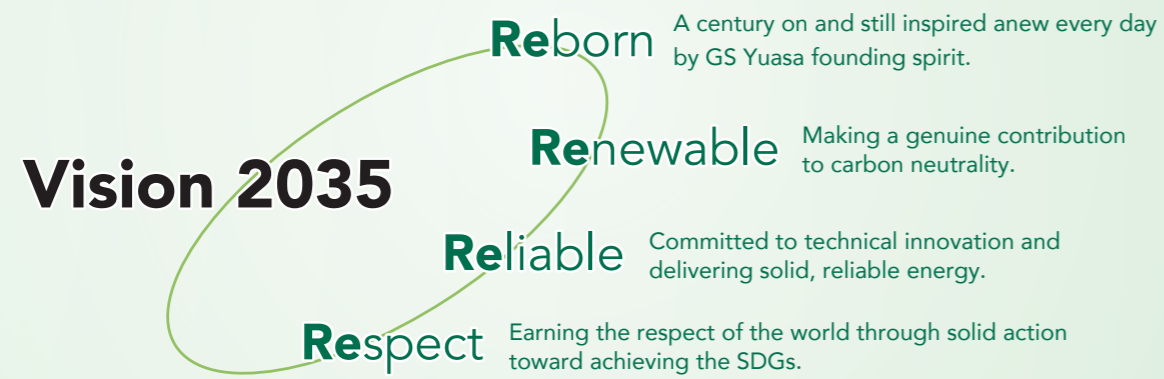 Vision 2035
Reborn
A century on and still inspired anew every day
by GS Yuasa founding spirit.
Renewable
Making a genuine contribution
to carbon neutrality.
Reliable
Committed to technical innovation and
delivering solid, reliable energy.
Respect
Earning the respect of the world through solid action
toward achieving the SDGs.